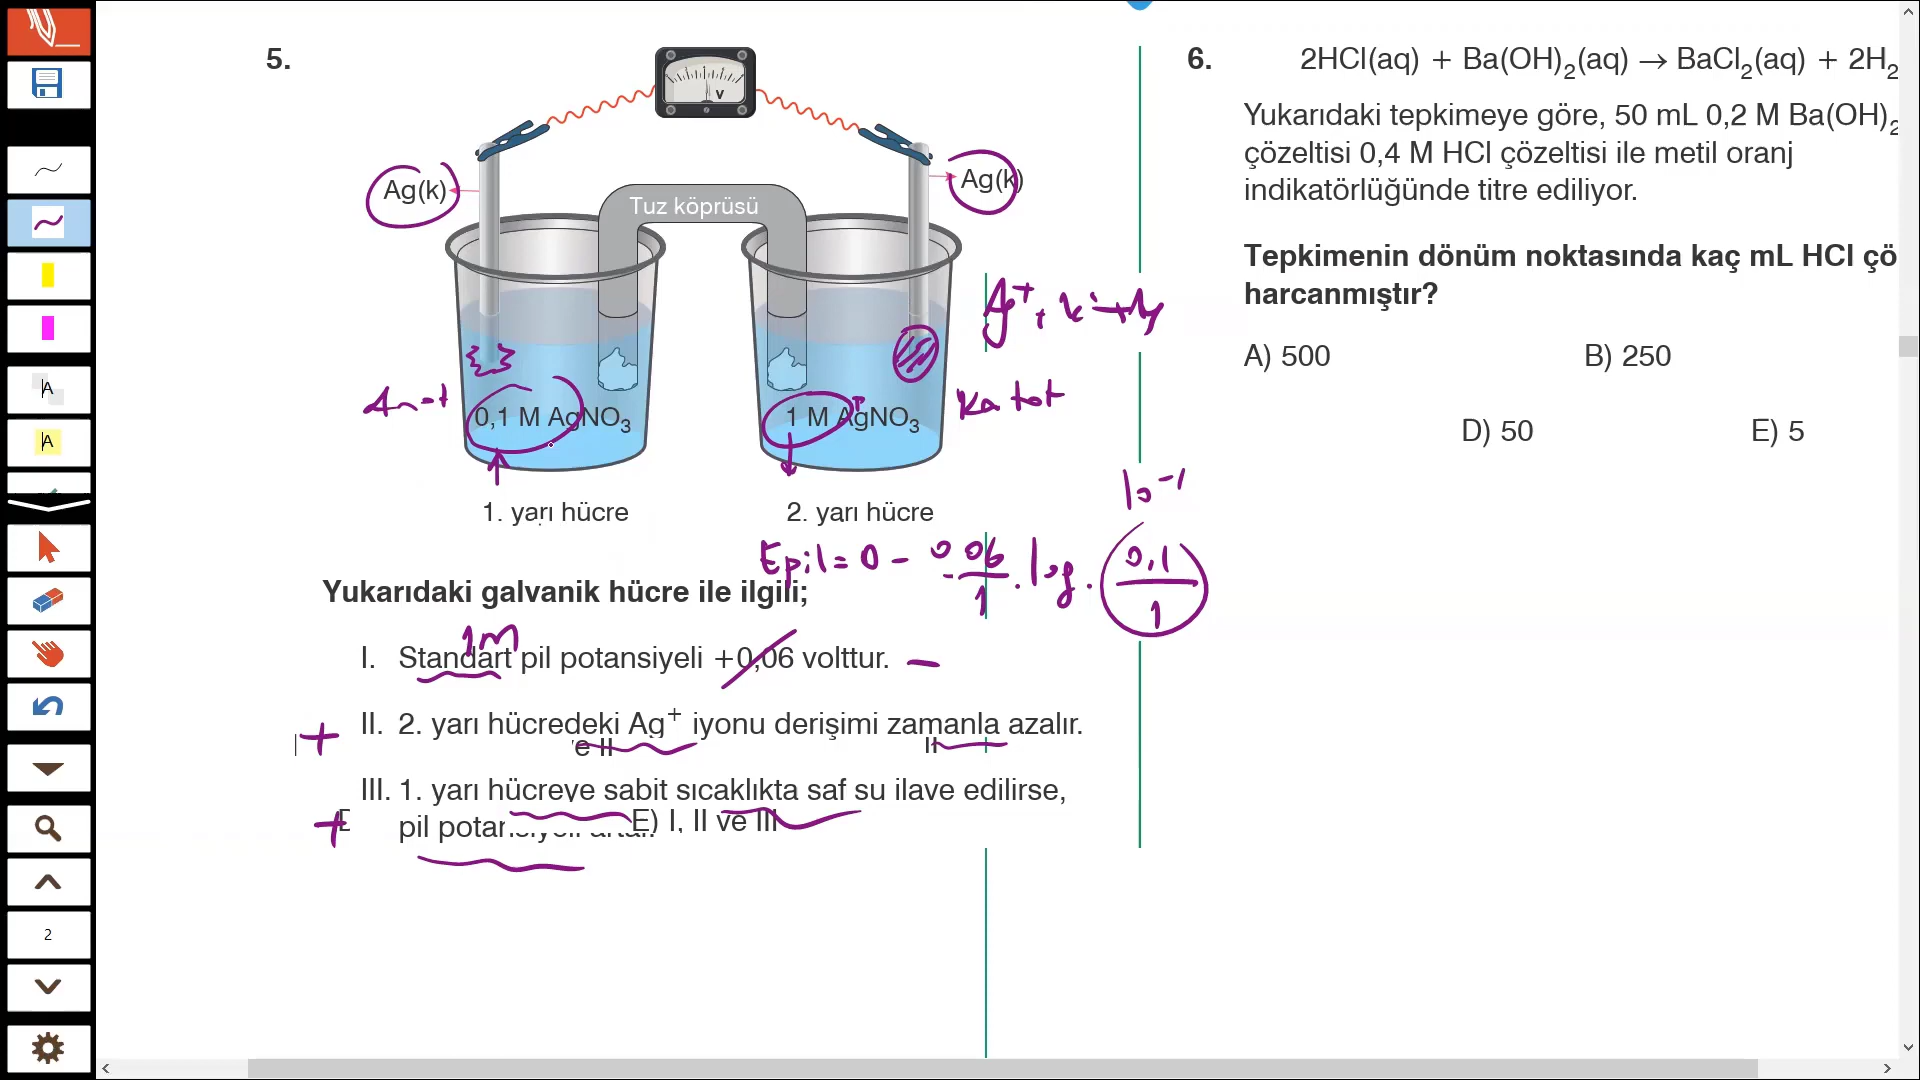 5.
V
Ag(k)
Ag(k)
Tuz köprüsü
Ag⁺ +
Anot
Katot
0,1 M AgNO₃
1 M AgNO₃
1. yarı hücre
2. yarı hücre
10⁻¹
Epil = 0 - 0,06/1 . log . 0,1/1
Yukarıdaki galvanik hücre ile ilgili;
1M
I. Standart pil potansiyeli +0,06 volttur. −
+ II. 2. yarı hücredeki Ag⁺ iyonu derişimi zamanla azalır.
e II
II
III. 1. yarı hücreye sabit sıcaklıkta saf su ilave edilirse,
+
E) I, II ve III
6.
2HCl(aq) + Ba(OH)₂(aq) → BaCl₂(aq) + 2H₂
Yukarıdaki tepkimeye göre, 50 mL 0,2 M Ba(OH)₂
çözeltisi 0,4 M HCl çözeltisi ile metil oranj
indikatörlüğünde titre ediliyor.
Tepkimenin dönüm noktasında kaç mL HCl çö
harcanmıştır?
A) 500
B) 250
D) 50
E) 5
A
A
2